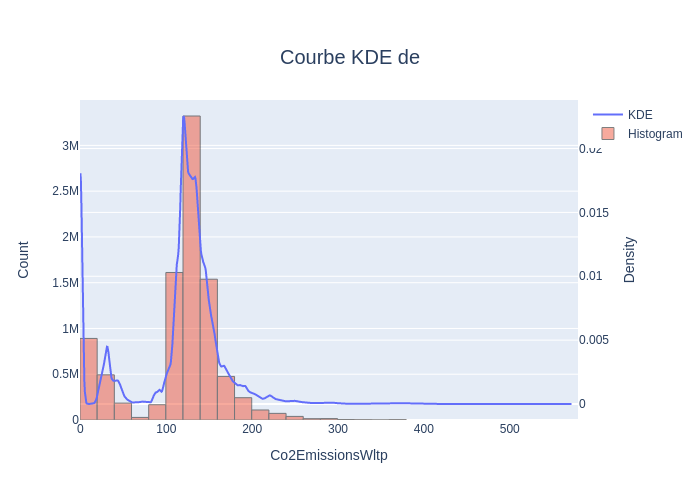 Courbe KDE de
KDE
Histogram
3M
2.5M
2M
1.5M
1M
0.5M
0
Count
0.02
0.015
0.01
0.005
0
Density
0 100 200 300 400 500
Co2EmissionsWltp